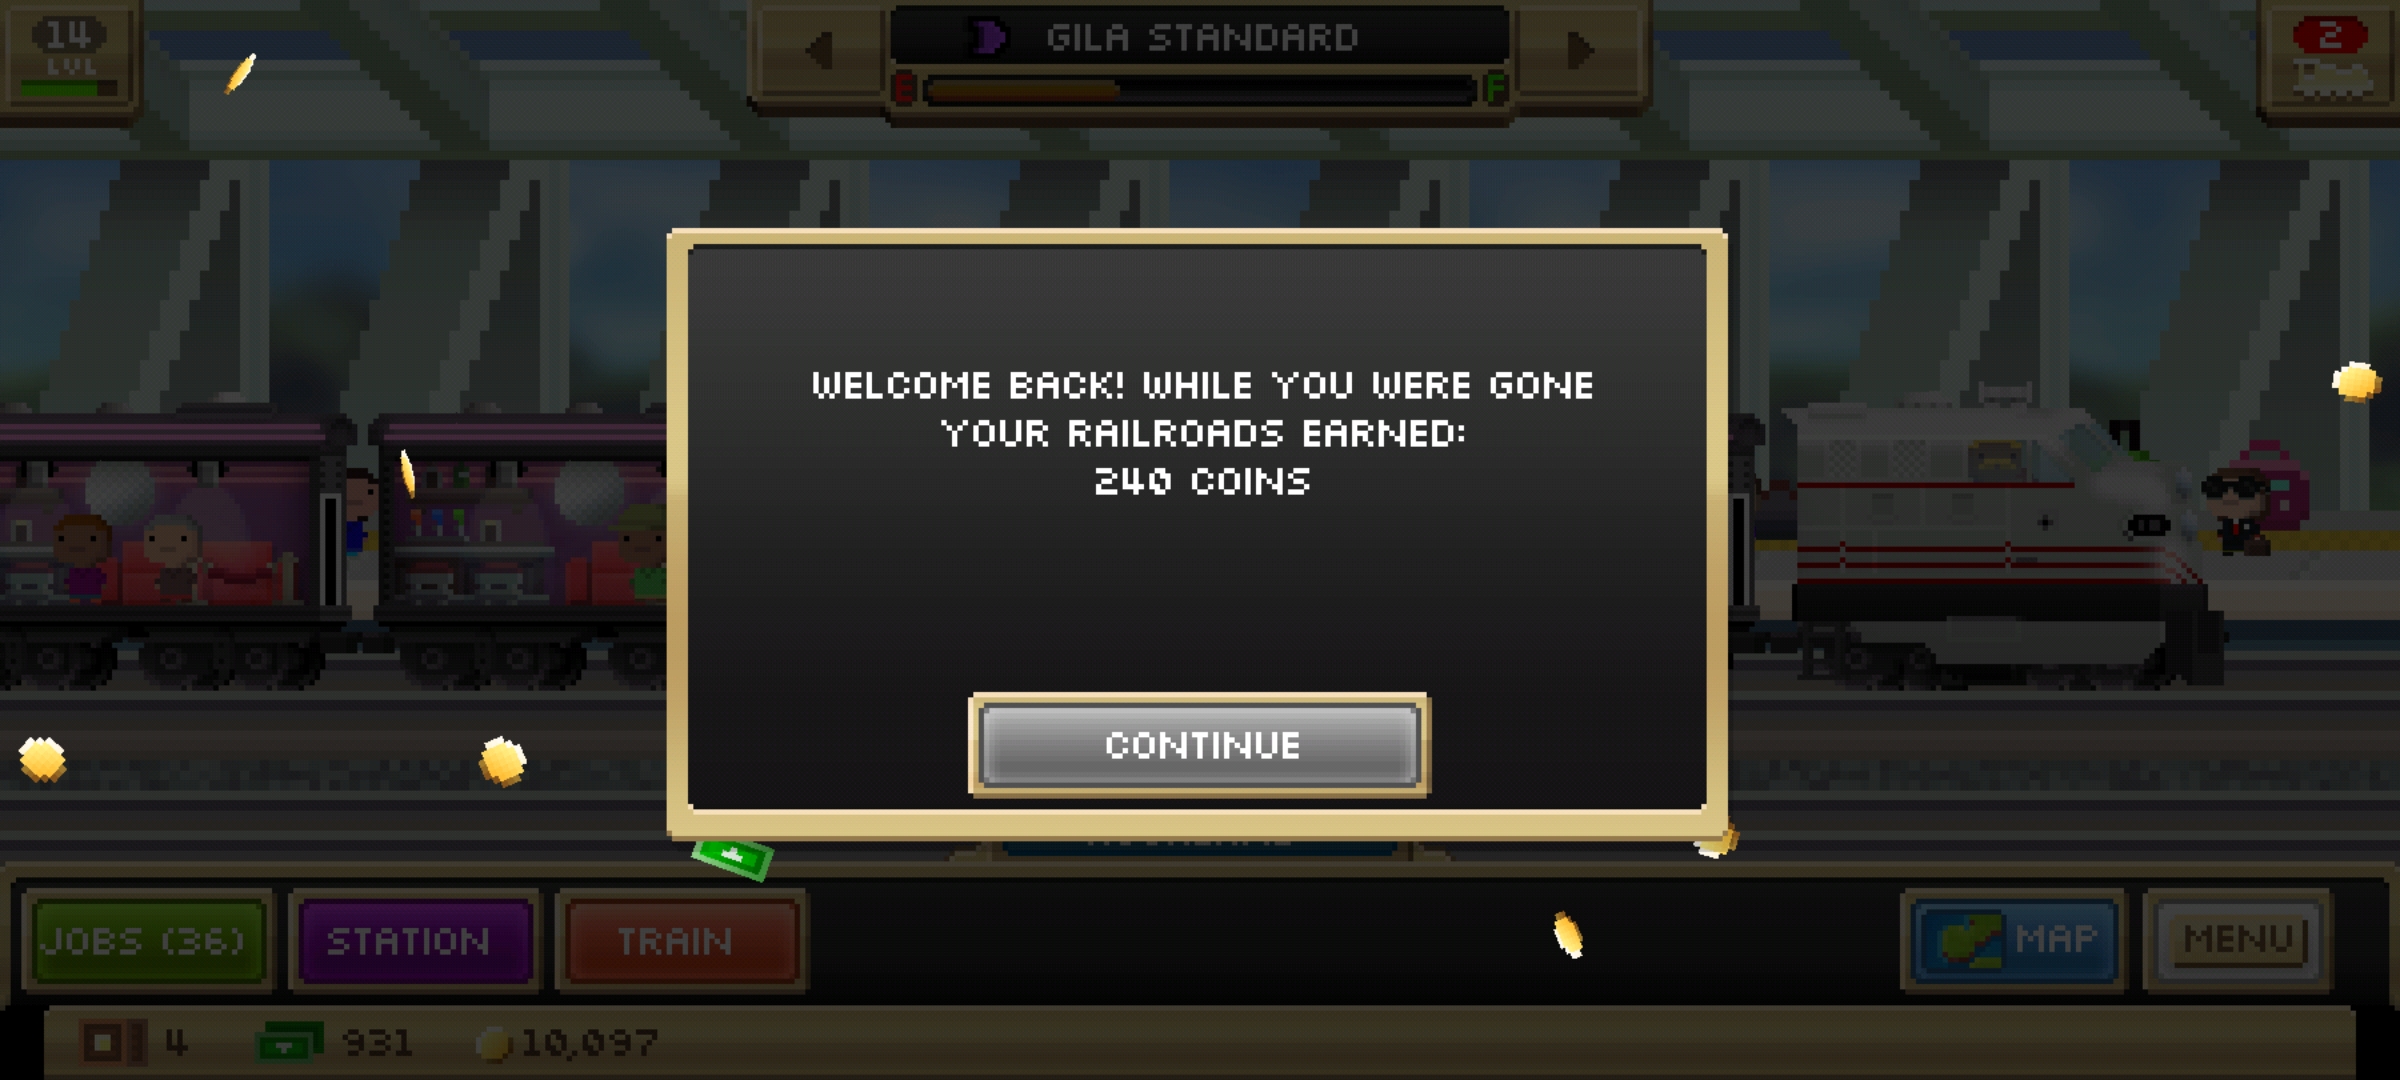 14
LVL
GILA STANDARD
E F
2
WELCOME BACK! WHILE YOU WERE GONE
YOUR RAILROADS EARNED:
240 COINS
CONTINUE
JOBS (36) STATION TRAIN MAP MENU
4 931 10,097